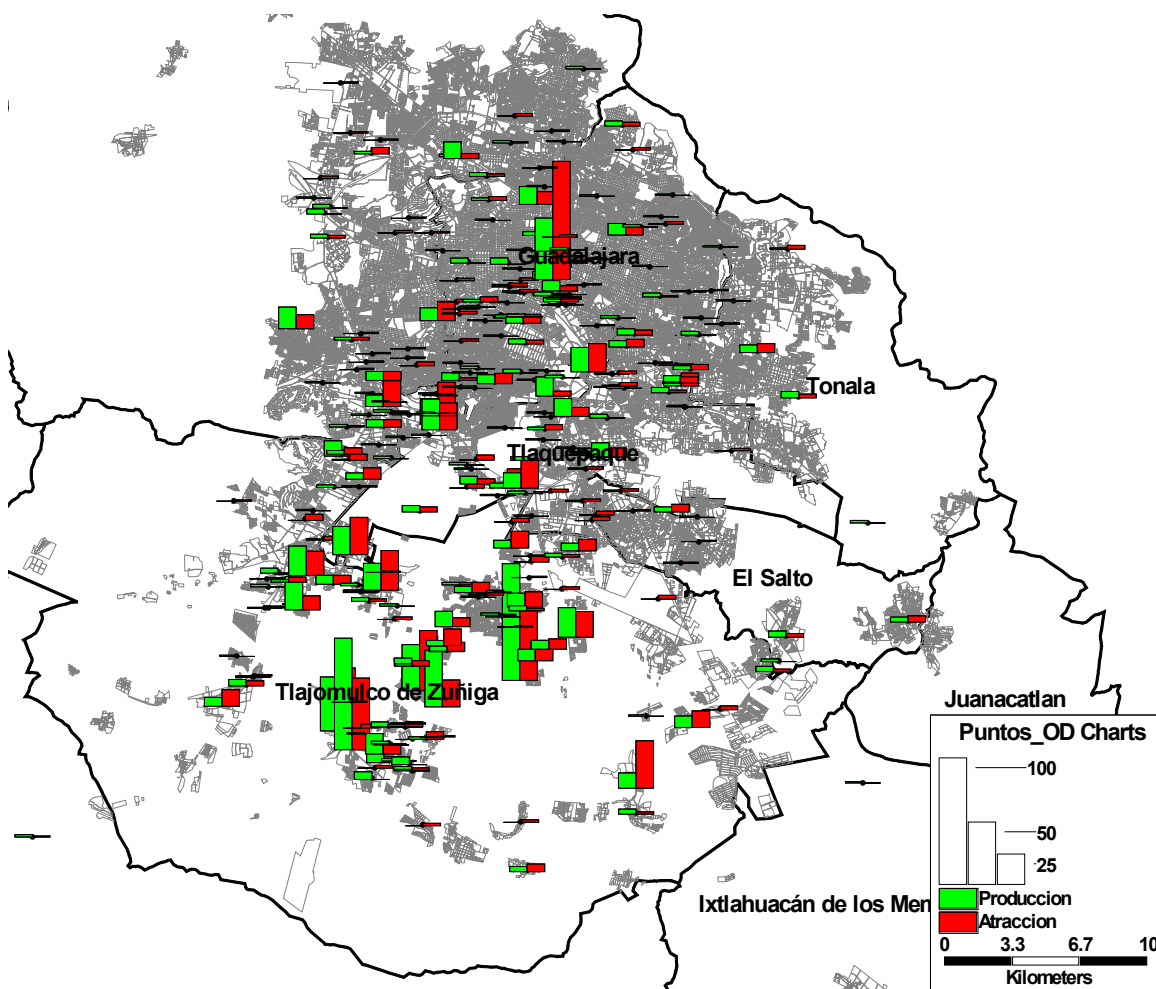 Guadalajara
Tonala
Tlaquepaque
El Salto
Tlajomulco de Zuñiga
Juanacatlan
Ixtlahuacán de los Men
Puntos_OD Charts
100
50
25
Produccion
Atraccion
0 3.3 6.7 10
Kilometers